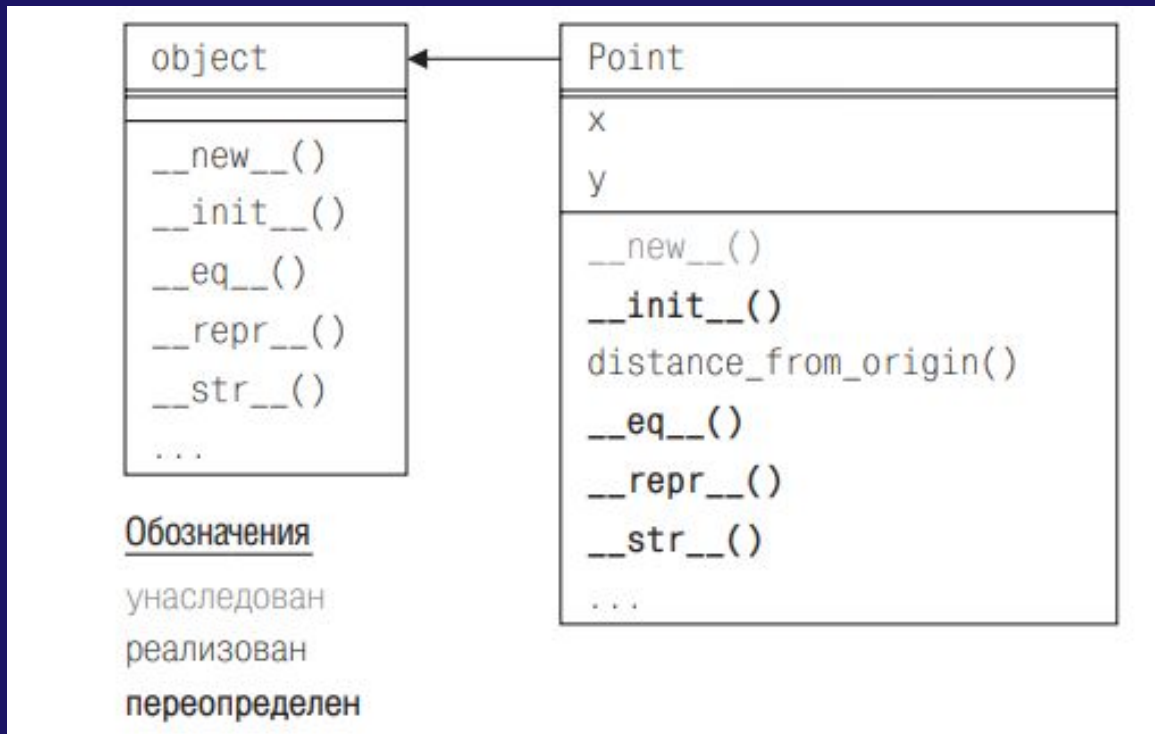 object
__new__()
__init__()
__eq__()
__repr__()
__str__()
...
Обозначения
унаследован
реализован
переопределен
Point
x
y
__new__()
__init__()
distance_from_origin()
__eq__()
__repr__()
__str__()
...